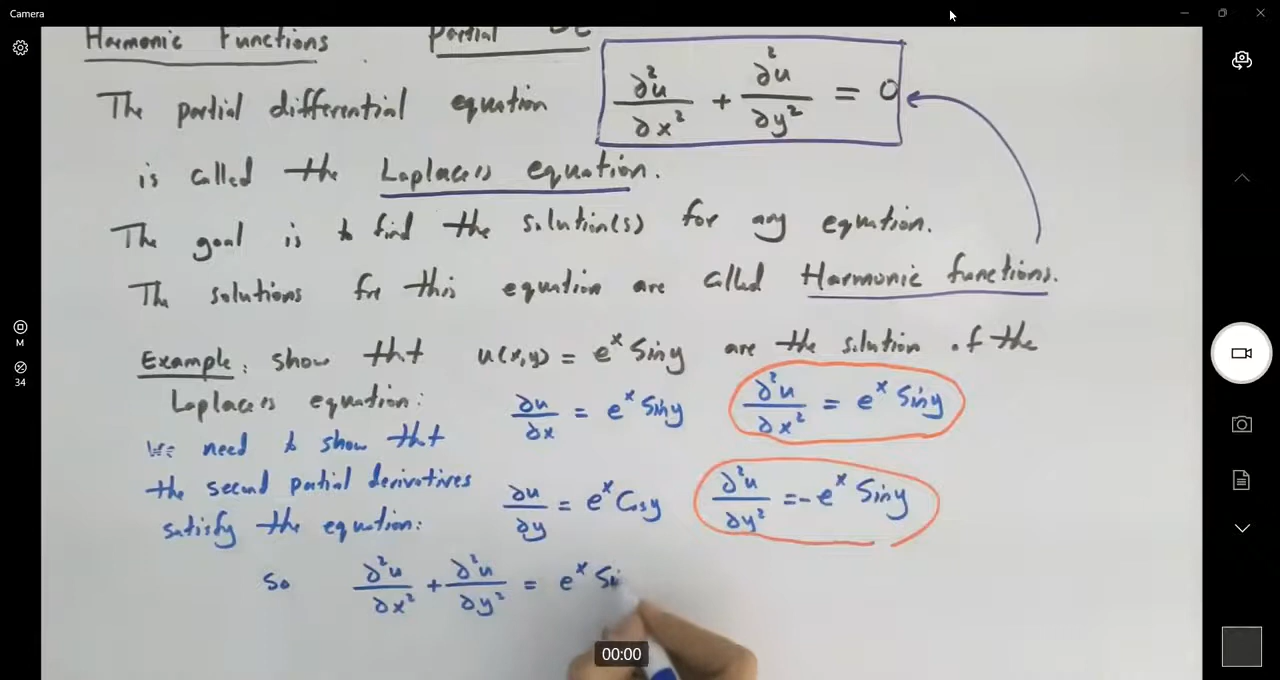 Camera
Harmonic Functions Partial DE
The partial differential equation ∂²u/∂x² + ∂²u/∂y² = 0
is called the Laplace's equation.
The goal is to find the solution(s) for any equation.
The solutions for this equation are called Harmonic functions.
Example: show that u(x,y) = eˣ Siny are the solution of the
Laplace's equation:
∂u/∂x = eˣ Siny ∂²u/∂x² = eˣ Siny
We need to show that
the second partial derivatives
satisfy the equation:
∂u/∂y = eˣ Cosy ∂²u/∂y² = -eˣ Siny
So ∂²u/∂x² + ∂²u/∂y² = eˣ Si
M
34
00:00